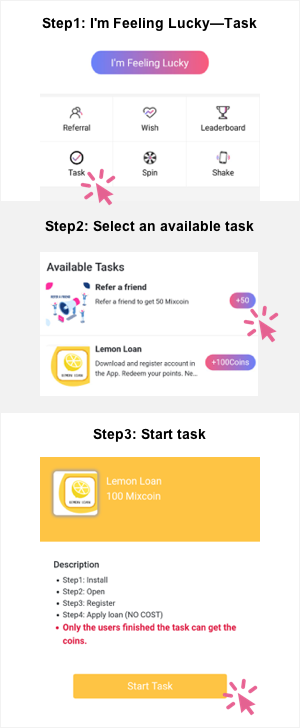 Step1: I'm Feeling Lucky—Task
I'm Feeling Lucky
Referral
Wish
Leaderboard
Task
Spin
Shake
Step2: Select an available task
Available Tasks
Refer a friend
REFER A FRIEND
Refer a friend to get 50 Mixcoin
+50
Lemon Loan
Download and register account in
the App. Redeem your points. Ne...
+100Coins
LEMON LOAN
Step3: Start task
Lemon Loan
100 Mixcoin
LEMON LOAN
Description
• Step1: Install
• Step2: Open
• Step3: Register
• Step4: Apply loan (NO COST)
• Only the users finished the task can get the
coins.
Start Task